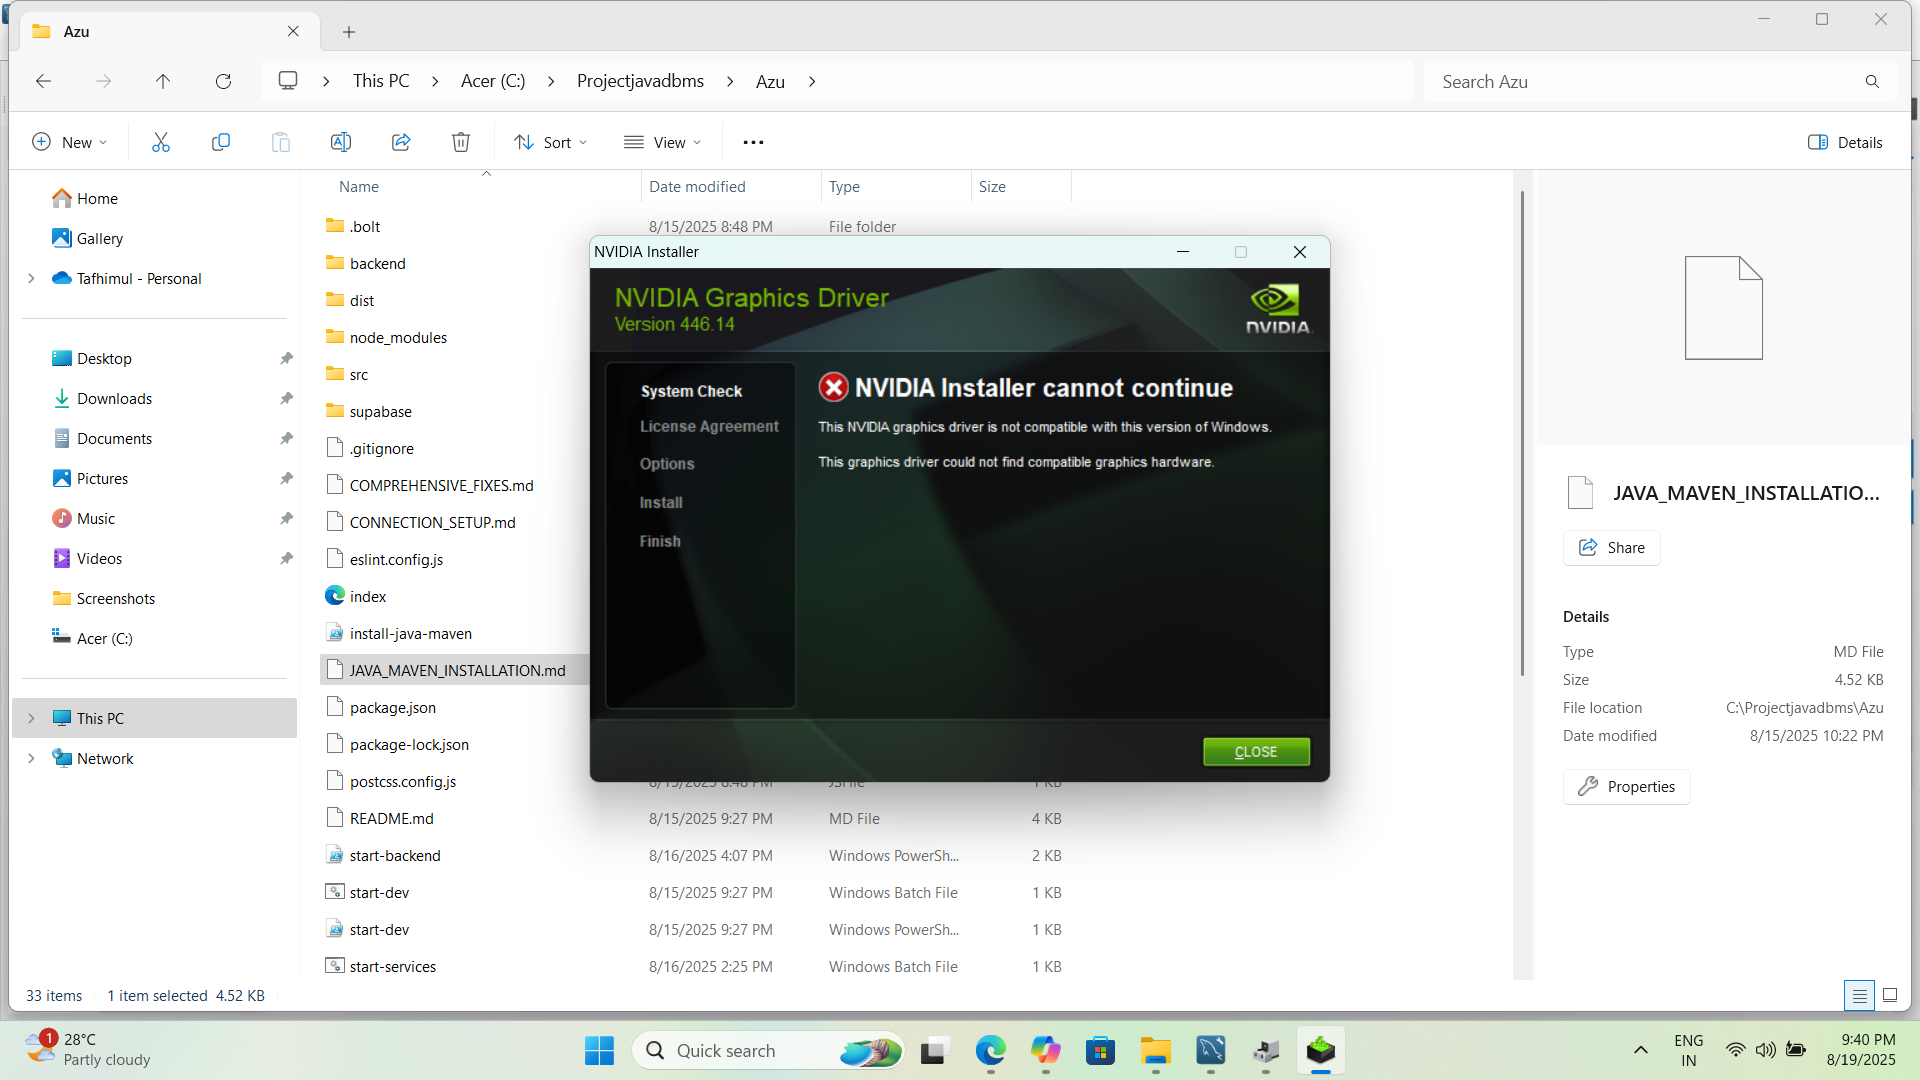 Azu
This PC
Acer (C:)
Projectjavadbms
Azu
Search Azu
New
Sort
View
Details
Home
Gallery
Tafhimul - Personal
Desktop
Downloads
Documents
Pictures
Music
Videos
Screenshots
Acer (C:)
This PC
Network
Name Date modified Type Size
.bolt 8/15/2025 8:48 PM File folder
backend
dist
node_modules
src
supabase
.gitignore
COMPREHENSIVE_FIXES.md
CONNECTION_SETUP.md
eslint.config.js
index
install-java-maven
JAVA_MAVEN_INSTALLATION.md
package.json
package-lock.json
postcss.config.js 8/15/2025 8:48 PM JSFile 1 KB
README.md 8/15/2025 9:27 PM MD File 4 KB
start-backend 8/16/2025 4:07 PM Windows PowerSh... 2 KB
start-dev 8/15/2025 9:27 PM Windows Batch File 1 KB
start-dev 8/15/2025 9:27 PM Windows PowerSh... 1 KB
start-services 8/16/2025 2:25 PM Windows Batch File 1 KB
NVIDIA Installer
NVIDIA Graphics Driver
Version 446.14
NVIDIA.
System Check
License Agreement
Options
Install
Finish
NVIDIA Installer cannot continue
This NVIDIA graphics driver is not compatible with this version of Windows.
This graphics driver could not find compatible graphics hardware.
CLOSE
JAVA_MAVEN_INSTALLATIO...
Share
Details
Type MD File
Size 4.52 KB
File location C:\Projectjavadbms\Azu
Date modified 8/15/2025 10:22 PM
Properties
33 items 1 item selected 4.52 KB
1
28°C
Partly cloudy
Quick search
ENG
IN
9:40 PM
8/19/2025